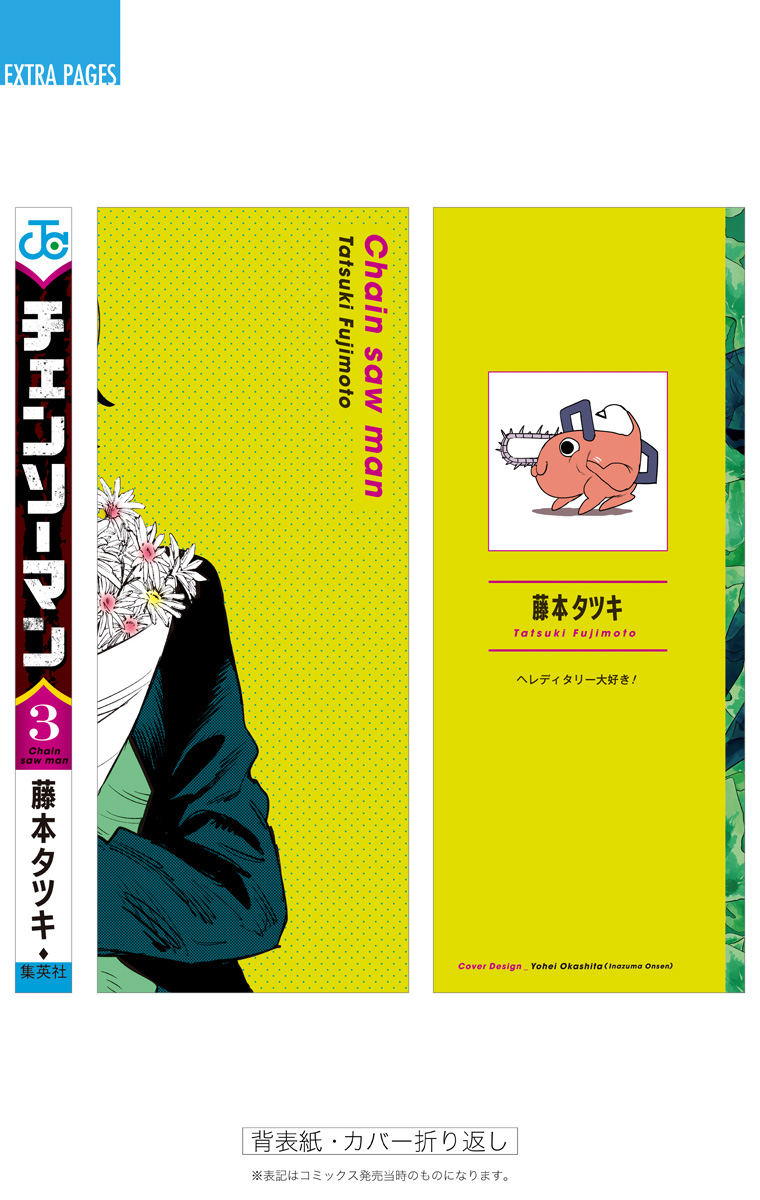 EXTRA PAGES
JC
チェンソーマン
3
Chain
saw man
藤本タツキ◆
集英社
Chain saw man
Tatsuki Fujimoto
藤本タツキ
Tatsuki Fujimoto
ヘレディタリー大好き!
Cover Design _ Yohei Okashita(Inazuma Onsen)
背表紙・カバー折り返し
※表記はコミックス発売当時のものになります。